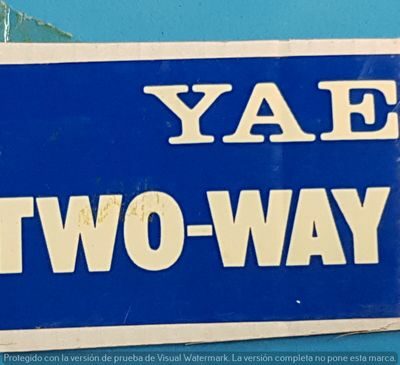 YAE
TWO-WAY
Protegido con la versión de prueba de Visual Watermark. La versión completa no pone esta marca.